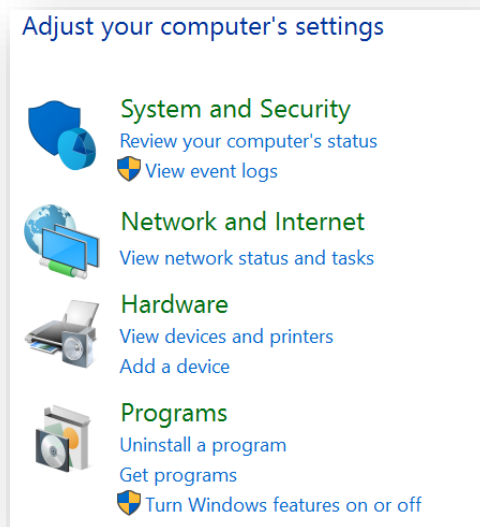 Adjust your computer's settings
System and Security
Review your computer's status
View event logs
Network and Internet
View network status and tasks
Hardware
View devices and printers
Add a device
Programs
Uninstall a program
Get programs
Turn Windows features on or off